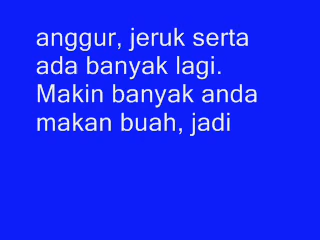 anggur, jeruk serta
ada banyak lagi.
Makin banyak anda
makan buah, jadi